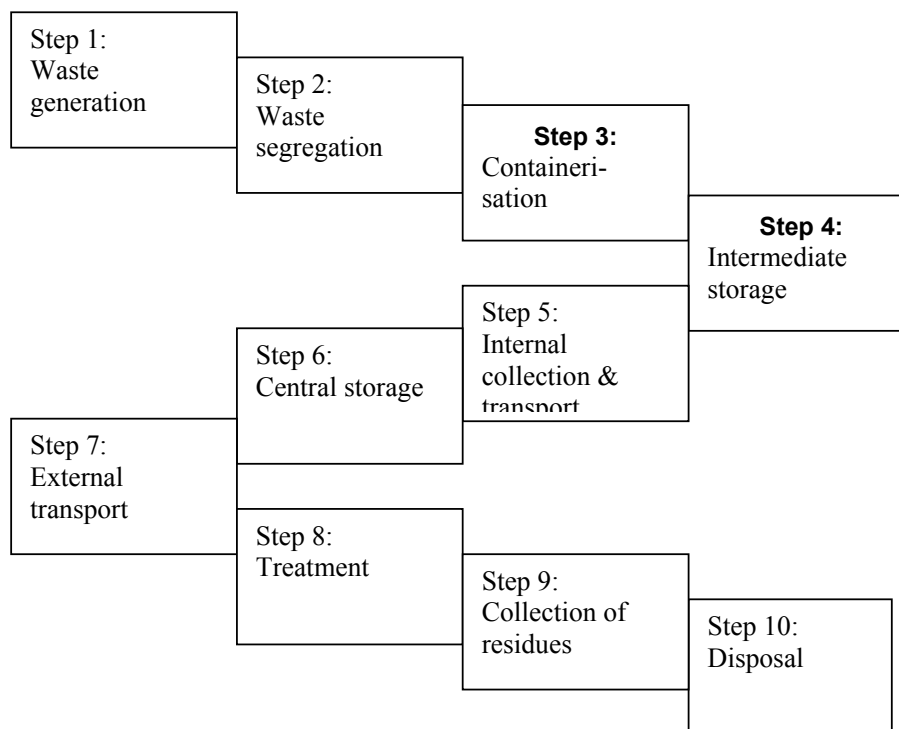 Step 1:
Waste
generation
Step 2:
Waste
segregation
Step 3:
Containeri-
sation
Step 4:
Intermediate
storage
Step 5:
Internal
collection &
transport
Step 6:
Central storage
Step 7:
External
transport
Step 8:
Treatment
Step 9:
Collection of
residues
Step 10:
Disposal